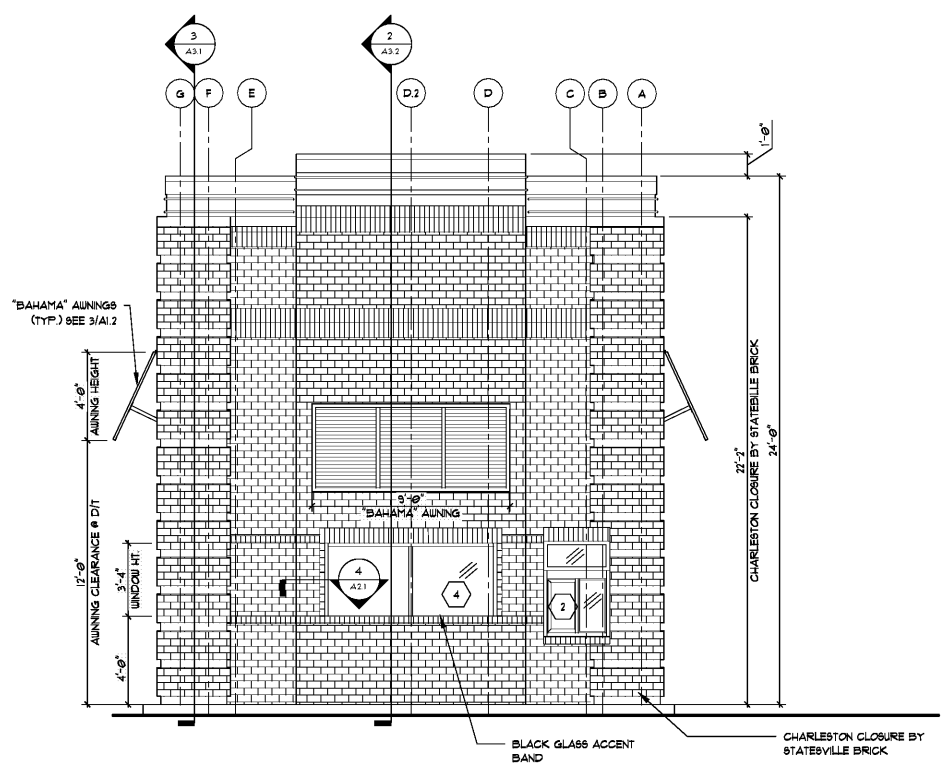 3
A3.1
2
A3.2
G
F
E
D.2
D
C
B
A
1'-0"
"BAHAMA" AWNINGS
(TYP.) SEE 3/A1.2
4'-0"
AWNING HEIGHT
12'-0"
AWNNING CLEARANCE @ D/T
3'-4"
WINDOW HT.
4'-0"
9'-0"
"BAHAMA" AWNING
4
A2.1
4
2
22'-2"
CHARLESTON CLOSURE BY STATEBILLE BRICK
24'-0"
BLACK GLASS ACCENT
BAND
CHARLESTON CLOSURE BY
STATESVILLE BRICK